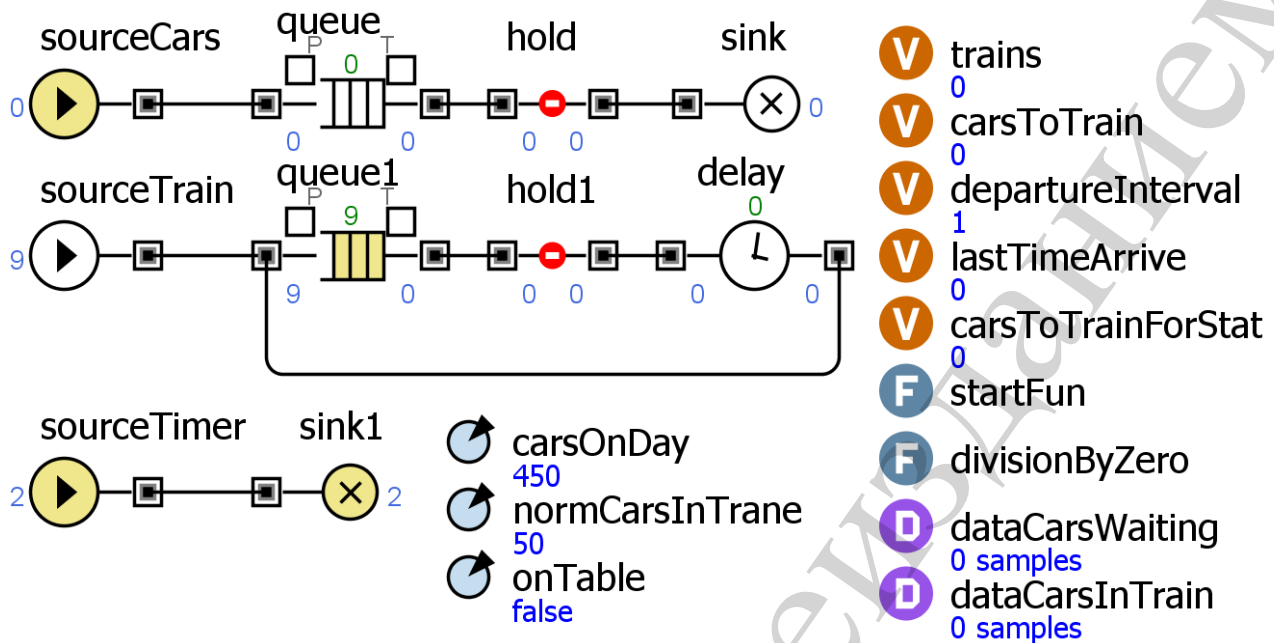 sourceCars queue hold sink
P T
0 0 0
0 0 0 0
sourceTrain queue1 hold1 delay
P T
9 9 0
9 0 0 0 0 0
sourceTimer sink1
2 2
carsOnDay
450
normCarsInTrane
50
onTable
false
trains
0
carsToTrain
0
departureInterval
1
lastTimeArrive
0
carsToTrainForStat
0
startFun
divisionByZero
dataCarsWaiting
0 samples
dataCarsInTrain
0 samples
V
V
V
V
V
F
F
D
D
еизданием